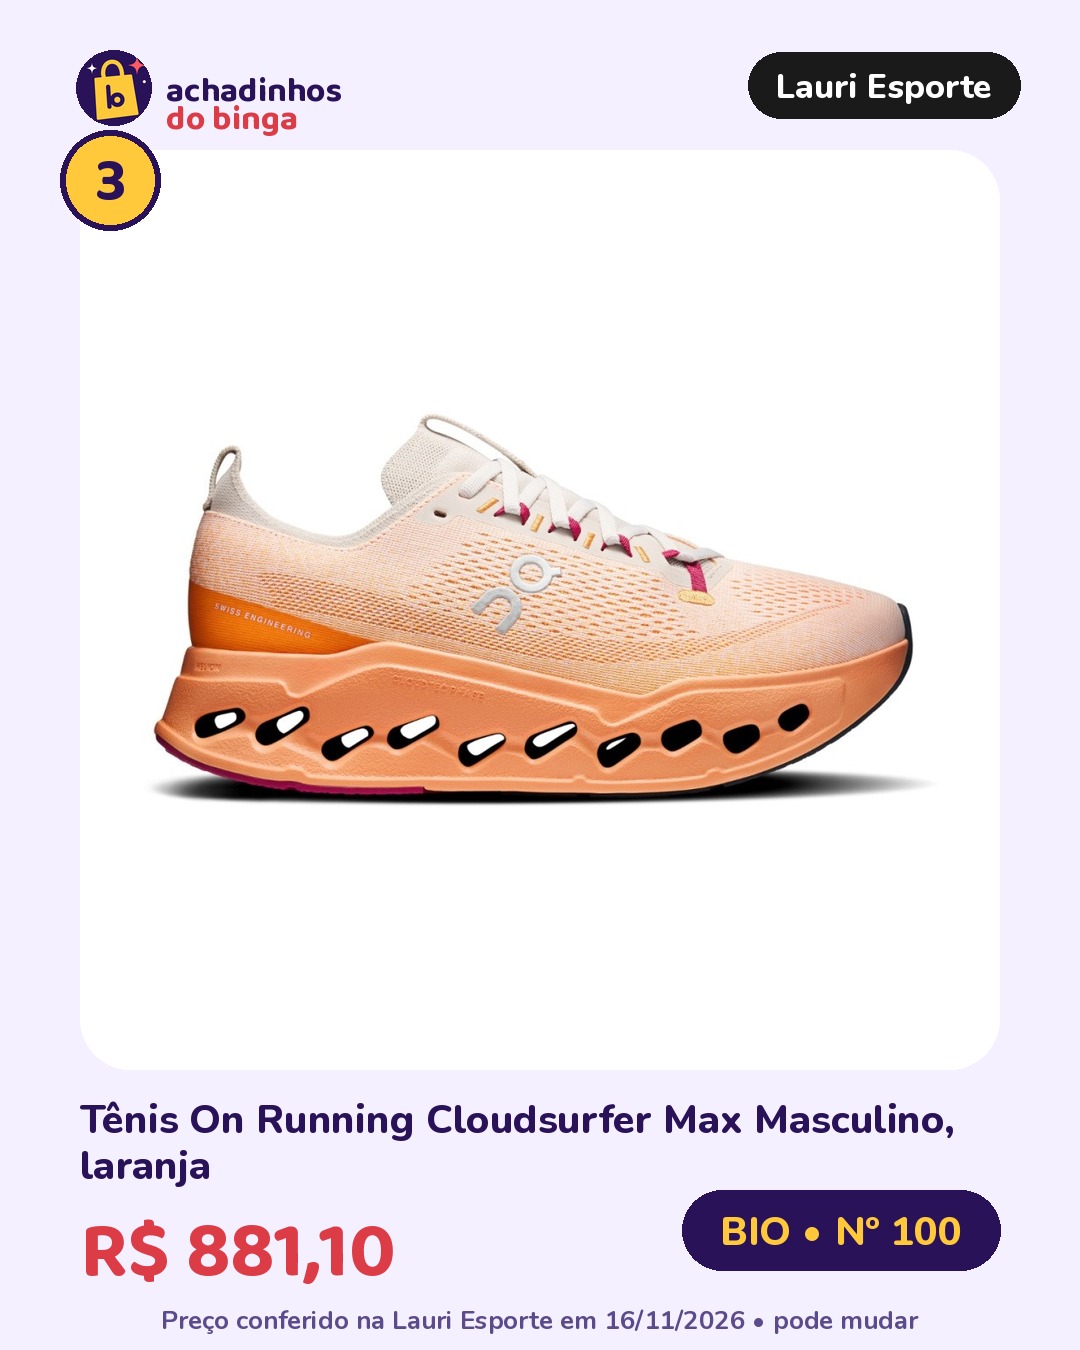 achadinhos
do binga
Lauri Esporte
3
SWISS ENGINEERING
Tênis On Running Cloudsurfer Max Masculino,
laranja
R$ 881,10
BIO • Nº 100
Preço conferido na Lauri Esporte em 16/11/2026 • pode mudar